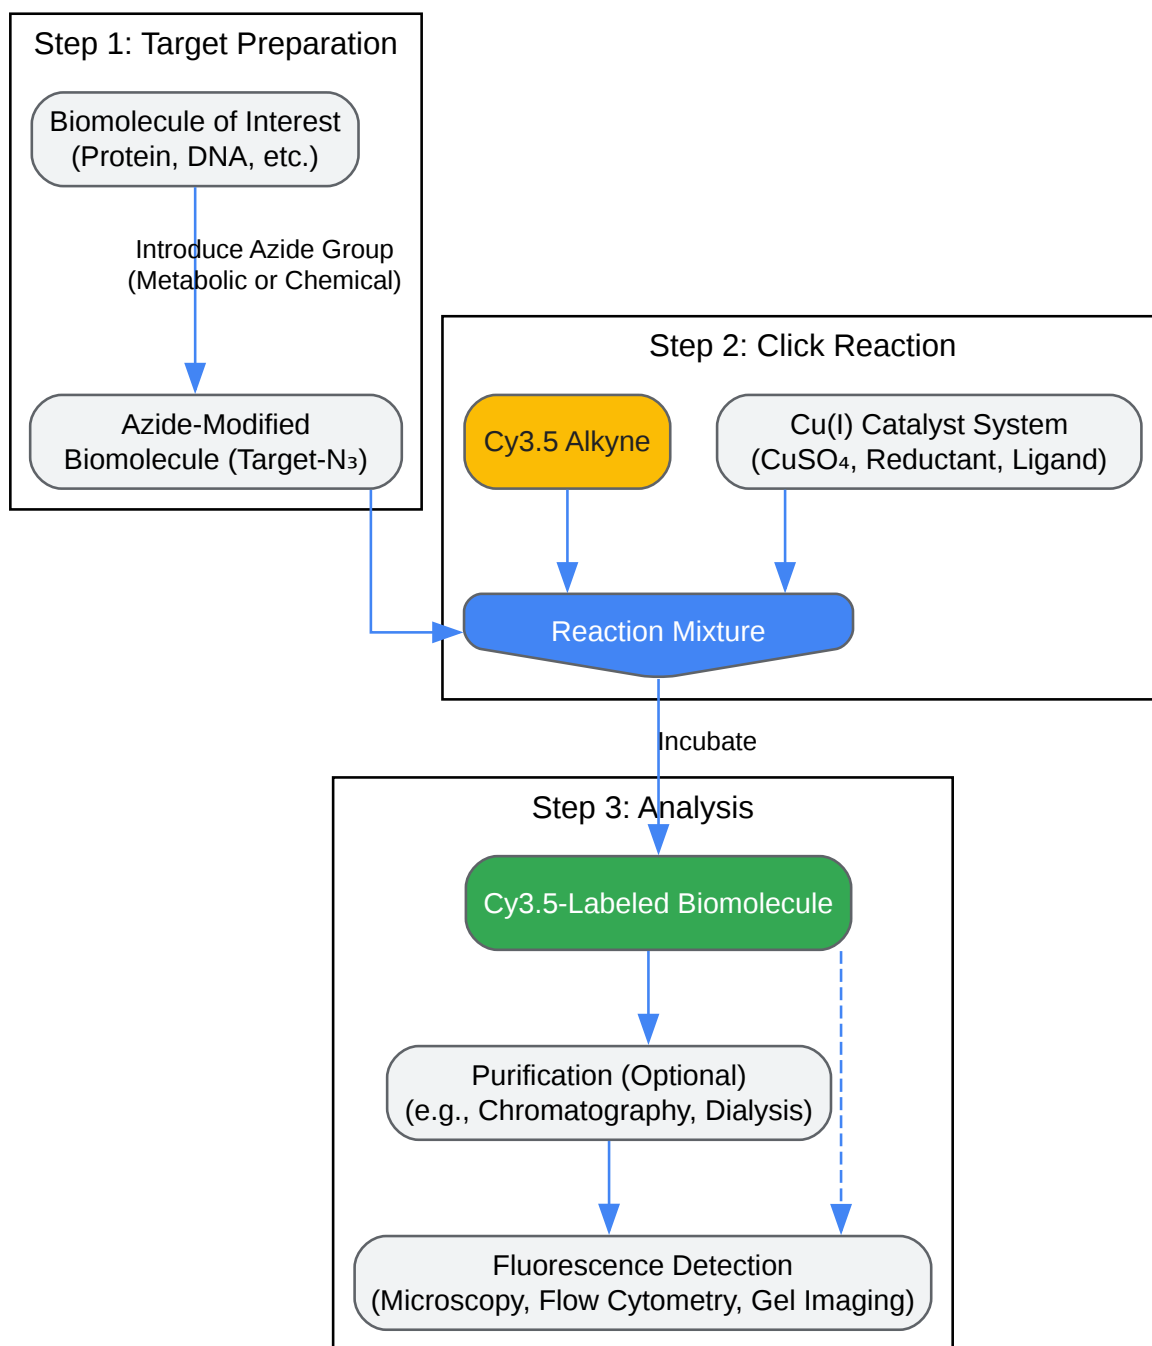 Step 1: Target Preparation
Biomolecule of Interest
(Protein, DNA, etc.)
Introduce Azide Group
(Metabolic or Chemical)
Azide-Modified
Biomolecule (Target-N₃)
Step 2: Click Reaction
Cy3.5 Alkyne
Cu(I) Catalyst System
(CuSO₄, Reductant, Ligand)
Reaction Mixture
Incubate
Step 3: Analysis
Cy3.5-Labeled Biomolecule
Purification (Optional)
(e.g., Chromatography, Dialysis)
Fluorescence Detection
(Microscopy, Flow Cytometry, Gel Imaging)